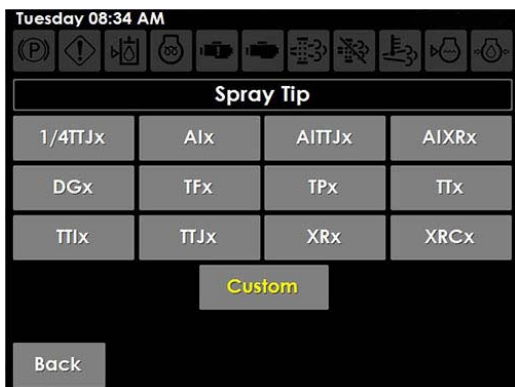 Tuesday 08:34 AM
Spray Tip
1/4TTJx AIx AITTJx AIXRx
DGx TFx TPx TTx
TTIx TTJx XRx XRCx
Custom
Back